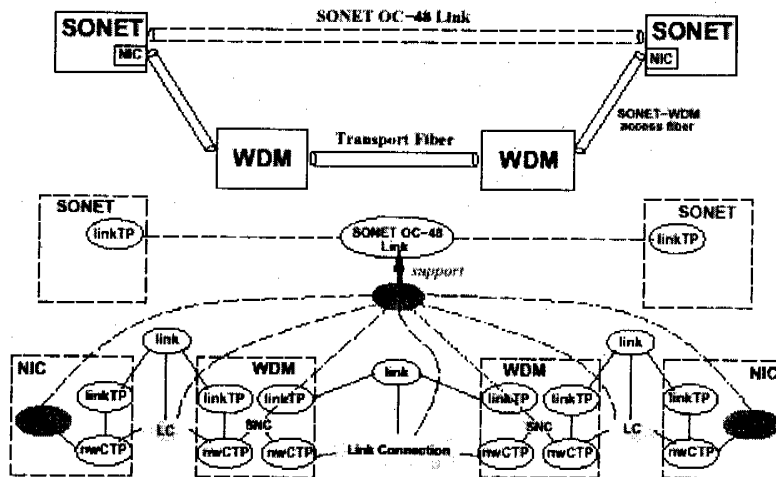 SONET OC-48 Link
SONET
NIC
SONET
NIC
SONET-WDM
access fiber
Transport Fiber
WDM
WDM
SONET
SONET
linkTP
SONET OC-48
Link
linkTP
support
link
link
NIC
WDM
link
WDM
NIC
linkTP
linkTP
linkTP
linkTP
linkTP
linkTP
LC
SNC
SNC
LC
nwCTP
nwCTP
nwCTP
Link Connection
nwCTP
nwCTP
nwCTP